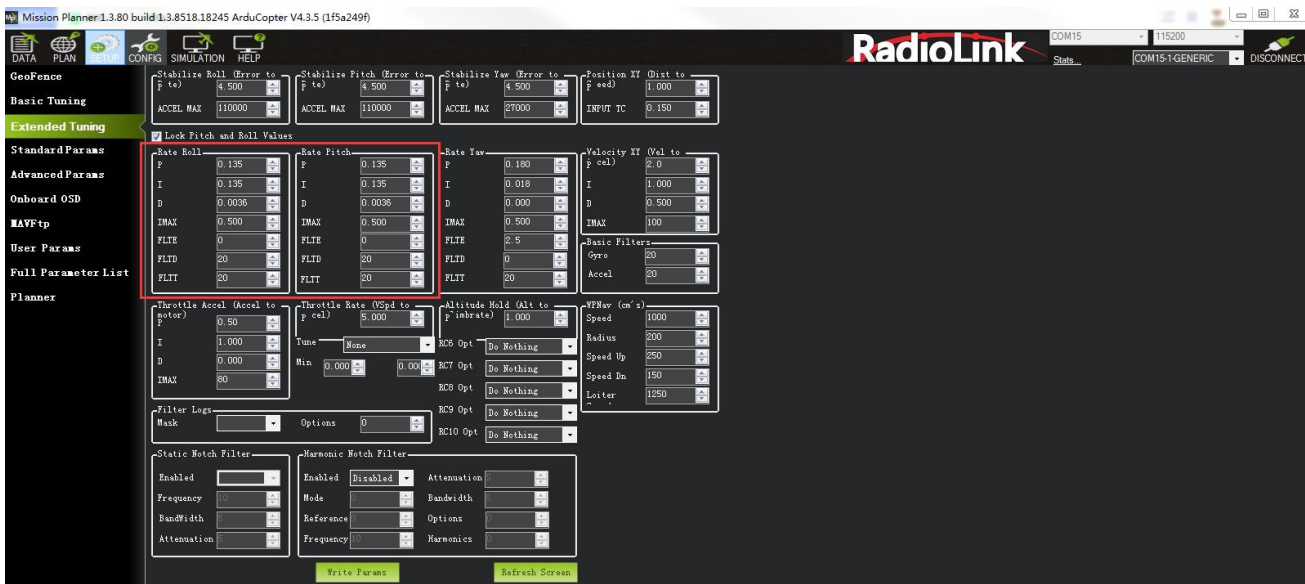 Mission Planner 1.3.80 build 1.3.8518.18245 ArduCopter V4.3.5 (1f5a249f)
DATA PLAN SETUP CONFIG SIMULATION HELP
RadioLink
COM15 115200
Stats... COM15-1-GENERIC DISCONNECT
GeoFence
Basic Tuning
Extended Tuning
Standard Params
Advanced Params
Onboard OSD
MAVFtp
User Params
Full Parameter List
Planner
Stabilize Roll (Error to
P te) 4.500
ACCEL MAX 110000
Stabilize Pitch (Error to
P te) 4.500
ACCEL MAX 110000
Stabilize Yaw (Error to
P te) 4.500
ACCEL MAX 27000
Position XY (Dist to
P eed) 1.000
INPUT TC 0.150
Lock Pitch and Roll Values
Rate Roll
P 0.135
I 0.135
D 0.0036
IMAX 0.500
FLTE 0
FLTD 20
FLTT 20
Rate Pitch
P 0.135
I 0.135
D 0.0036
IMAX 0.500
FLTE 0
FLTD 20
FLTT 20
Rate Yaw
P 0.180
I 0.018
D 0.000
IMAX 0.500
FLTE 2.5
FLTD 0
FLTT 20
Velocity XY (Vel to
P cel) 2.0
I 1.000
D 0.500
IMAX 100
Basic Filters
Gyro 20
Accel 20
Throttle Accel (Accel to
motor)
P 0.50
I 1.000
D 0.000
IMAX 80
Throttle Rate (VSpd to
P cel) 5.000
Tune None
Min 0.000 0.000
Altitude Hold (Alt to
P imbrate) 1.000
RC6 Opt Do Nothing
RC7 Opt Do Nothing
RC8 Opt Do Nothing
RC9 Opt Do Nothing
RC10 Opt Do Nothing
WPNav (cm's)
Speed 1000
Radius 200
Speed Up 250
Speed Dn 150
Loiter 1250
Filter Logs
Mask Options 0
Static Notch Filter
Enabled
Frequency 10
BandWidth 5
Attenuation 5
Harmonic Notch Filter
Enabled Disabled Attenuation 5
Mode 0 Bandwidth 5
Reference 0 Options 0
Frequency 10 Harmonics 0
Write Params Refresh Screen